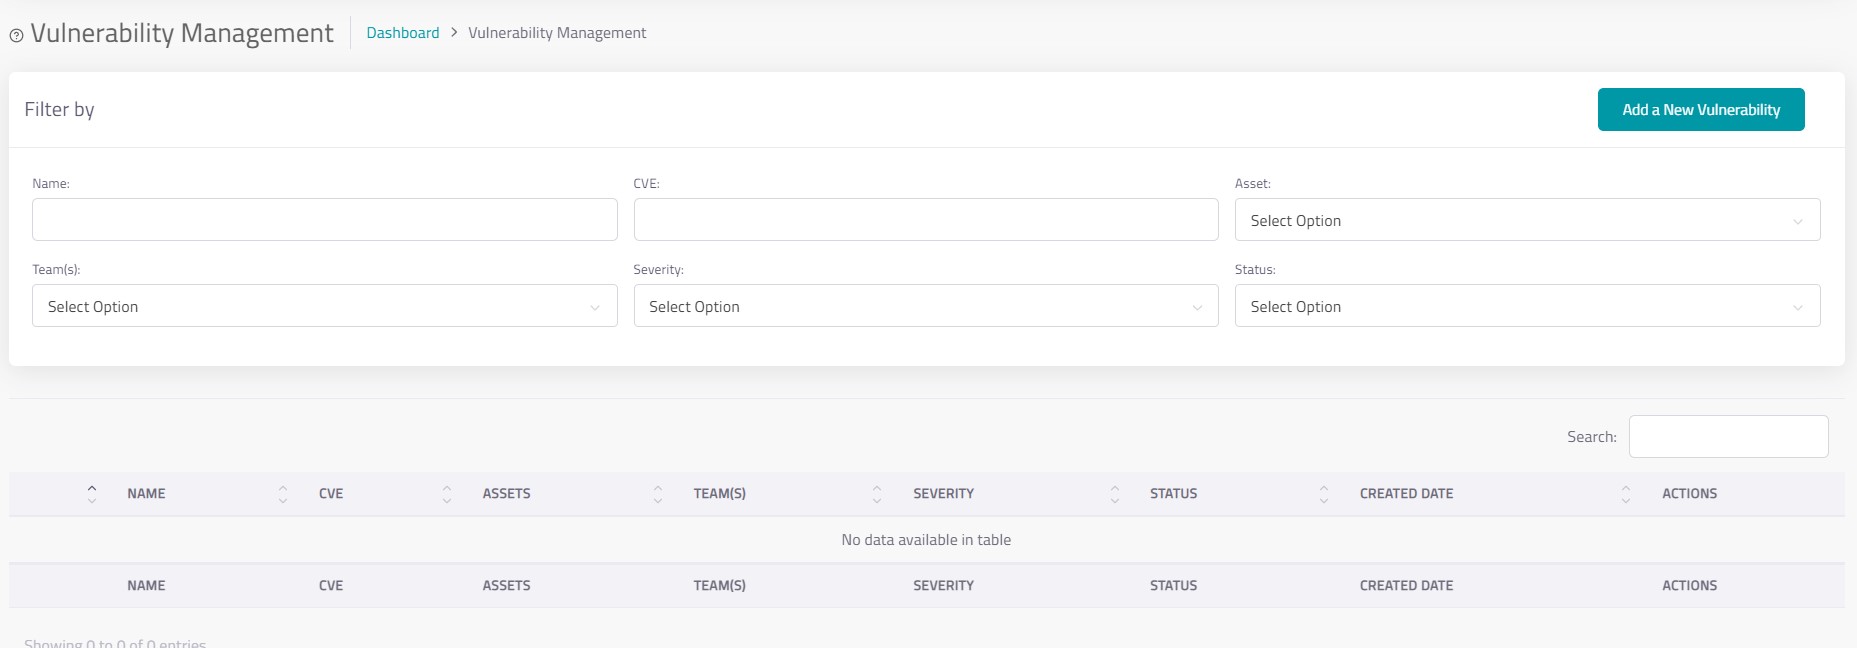 Vulnerability Management
Dashboard > Vulnerability Management
Filter by
Add a New Vulnerability
Name:
CVE:
Asset:
Select Option
Team(s):
Severity:
Status:
Select Option
Select Option
Select Option
Search:
NAME CVE ASSETS TEAM(S) SEVERITY STATUS CREATED DATE ACTIONS
No data available in table
NAME CVE ASSETS TEAM(S) SEVERITY STATUS CREATED DATE ACTIONS
Showing 0 to 0 of 0 entries